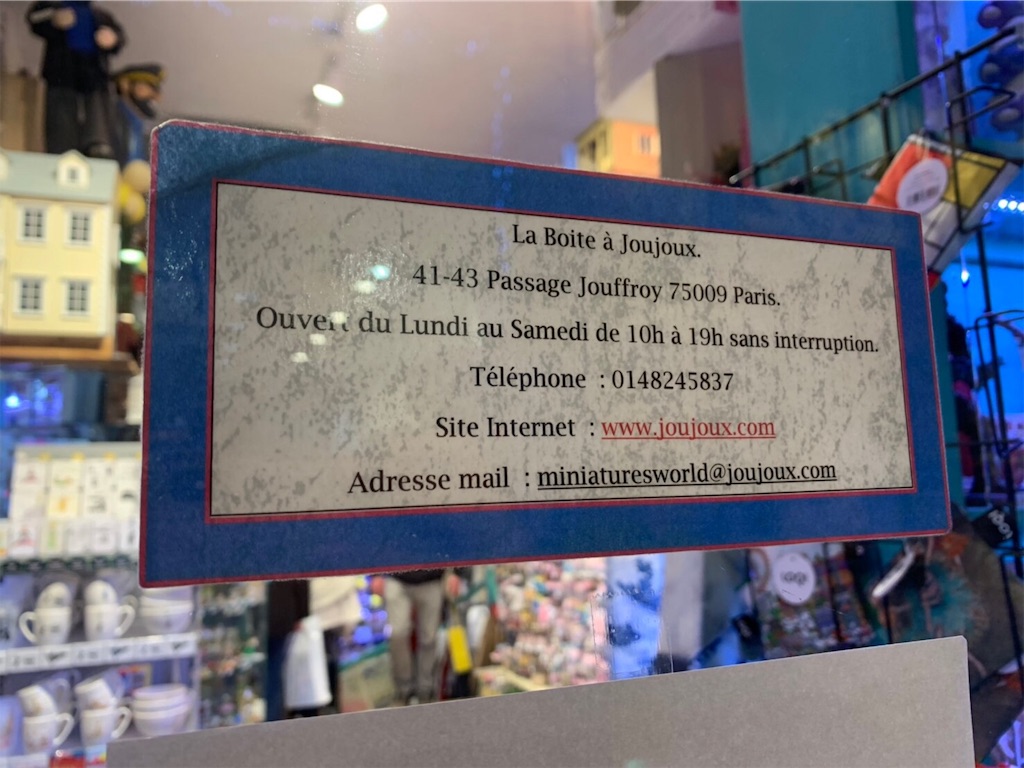 La Boite à Joujoux.
41-43 Passage Jouffroy 75009 Paris.
Ouvert du Lundi au Samedi de 10h à 19h sans interruption.
Téléphone : 0148245837
Site Internet : www.joujoux.com
Adresse mail : miniaturesworld@joujoux.com